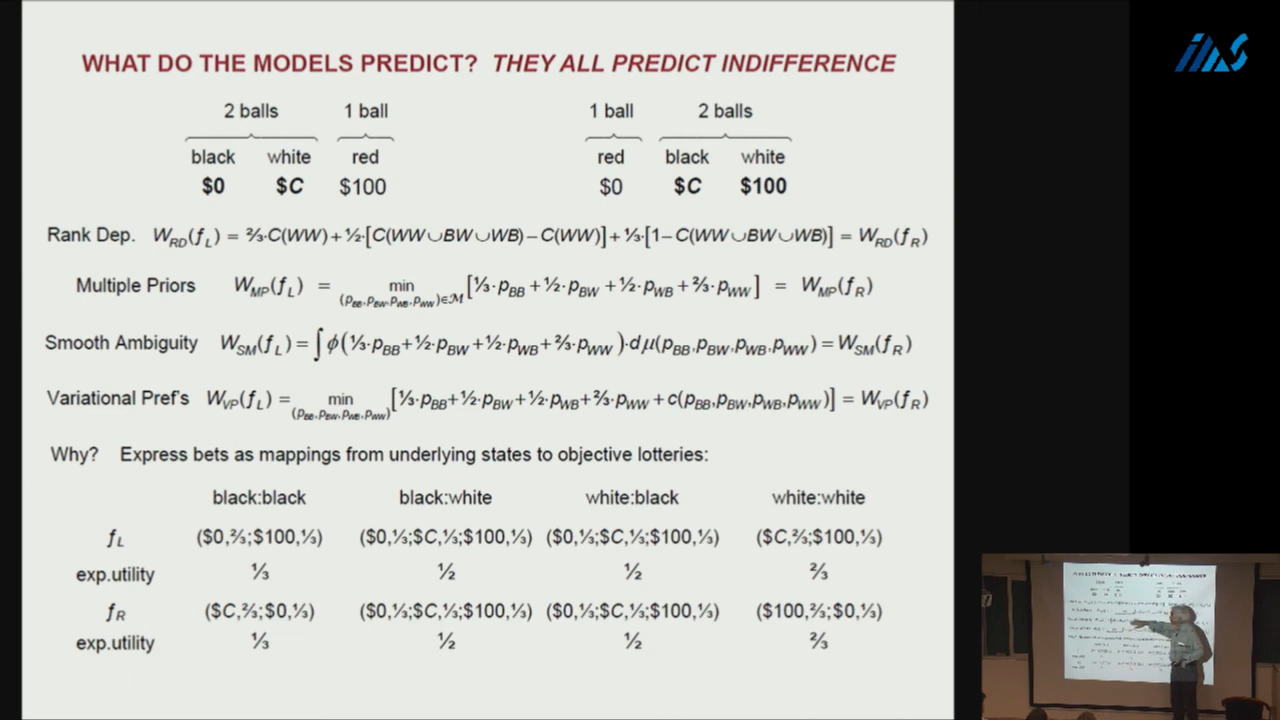 WHAT DO THE MODELS PREDICT? THEY ALL PREDICT INDIFFERENCE
2 balls 1 ball 1 ball 2 balls
black white red red black white
$0 $C $100 $0 $C $100
Rank Dep. W_RD(f_L) = ⅔·C(WW) + ½·[C(WW∪BW∪WB) − C(WW)] + ⅓·[1 − C(WW∪BW∪WB)] = W_RD(f_R)
Multiple Priors W_MP(f_L) = min_(p_BB,p_BW,p_WB,p_WW)∈ℳ [⅓·p_BB + ½·p_BW + ½·p_WB + ⅔·p_WW] = W_MP(f_R)
Smooth Ambiguity W_SM(f_L) = ∫ϕ(⅓·p_BB + ½·p_BW + ½·p_WB + ⅔·p_WW)·dμ(p_BB,p_BW,p_WB,p_WW) = W_SM(f_R)
Variational Pref's W_VP(f_L) = min_(p_BB,p_BW,p_WB,p_WW) [⅓·p_BB + ½·p_BW + ½·p_WB + ⅔·p_WW + c(p_BB,p_BW,p_WB,p_WW)] = W_VP(f_R)
Why? Express bets as mappings from underlying states to objective lotteries:
black:black black:white white:black white:white
f_L ($0,⅔;$100,⅓) ($0,⅓;$C,⅓;$100,⅓) ($0,⅓;$C,⅓;$100,⅓) ($C,⅔;$100,⅓)
exp.utility ⅓ ½ ½ ⅔
f_R ($C,⅔;$0,⅓) ($0,⅓;$C,⅓;$100,⅓) ($0,⅓;$C,⅓;$100,⅓) ($100,⅔;$0,⅓)
exp.utility ⅓ ½ ½ ⅔
IIAS